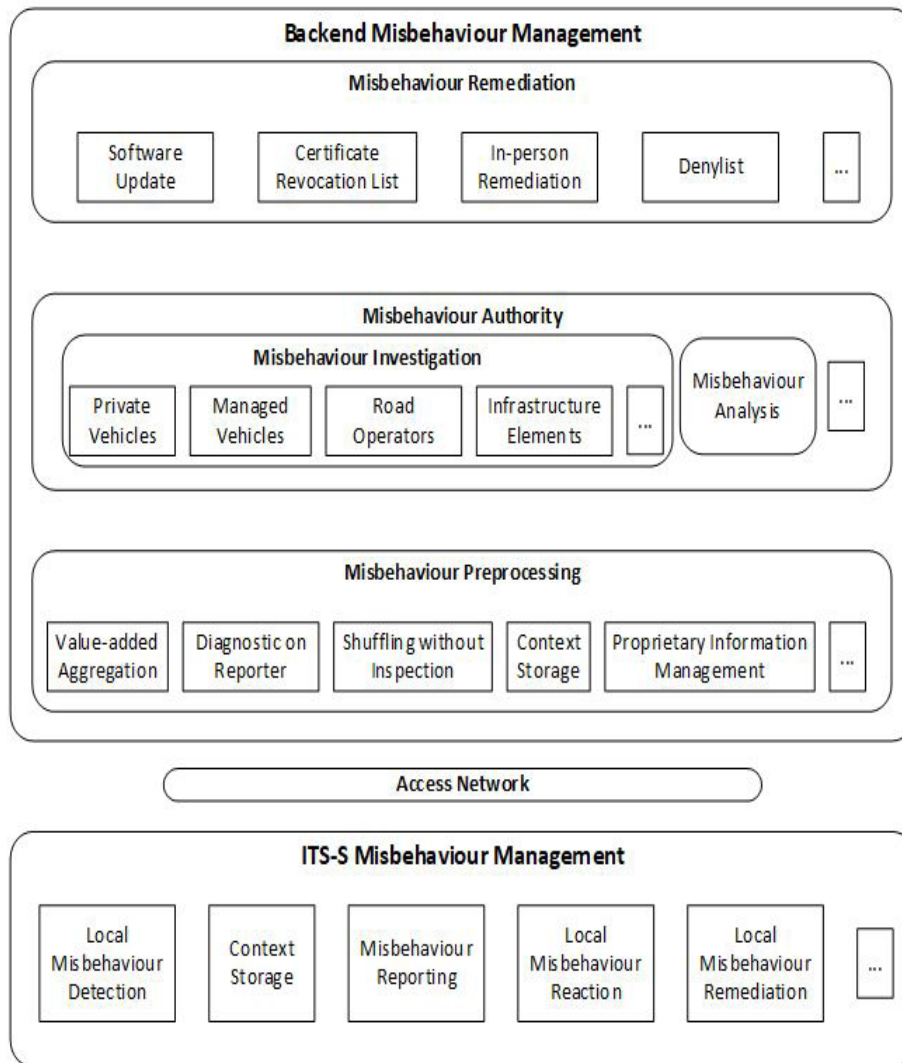 Backend Misbehaviour Management
Misbehaviour Remediation
Software
Update
Certificate
Revocation List
In-person
Remediation
Denylist
...
Misbehaviour Authority
Misbehaviour Investigation
Private
Vehicles
Managed
Vehicles
Road
Operators
Infrastructure
Elements
...
Misbehaviour
Analysis
...
Misbehaviour Preprocessing
Value-added
Aggregation
Diagnostic on
Reporter
Shuffling without
Inspection
Context
Storage
Proprietary Information
Management
...
Access Network
ITS-S Misbehaviour Management
Local
Misbehaviour
Detection
Context
Storage
Misbehaviour
Reporting
Local
Misbehaviour
Reaction
Local
Misbehaviour
Remediation
...